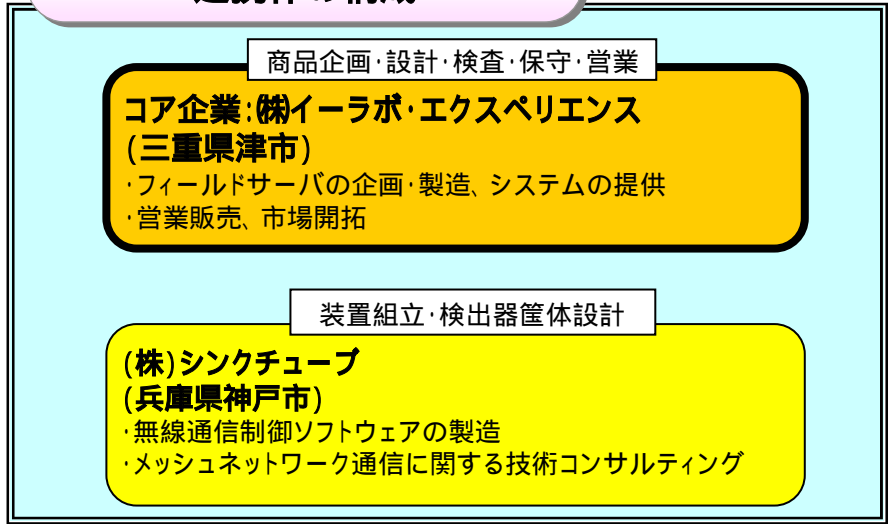 連携体の構成
商品企画･設計･検査･保守･営業
コア企業:㈱イーラボ･エクスペリエンス
(三重県津市)
･フィールドサーバの企画･製造、システムの提供
･営業販売、市場開拓
装置組立･検出器筐体設計
(株)シンクチューブ
(兵庫県神戸市)
･無線通信制御ソフトウェアの製造
･メッシュネットワーク通信に関する技術コンサルティング